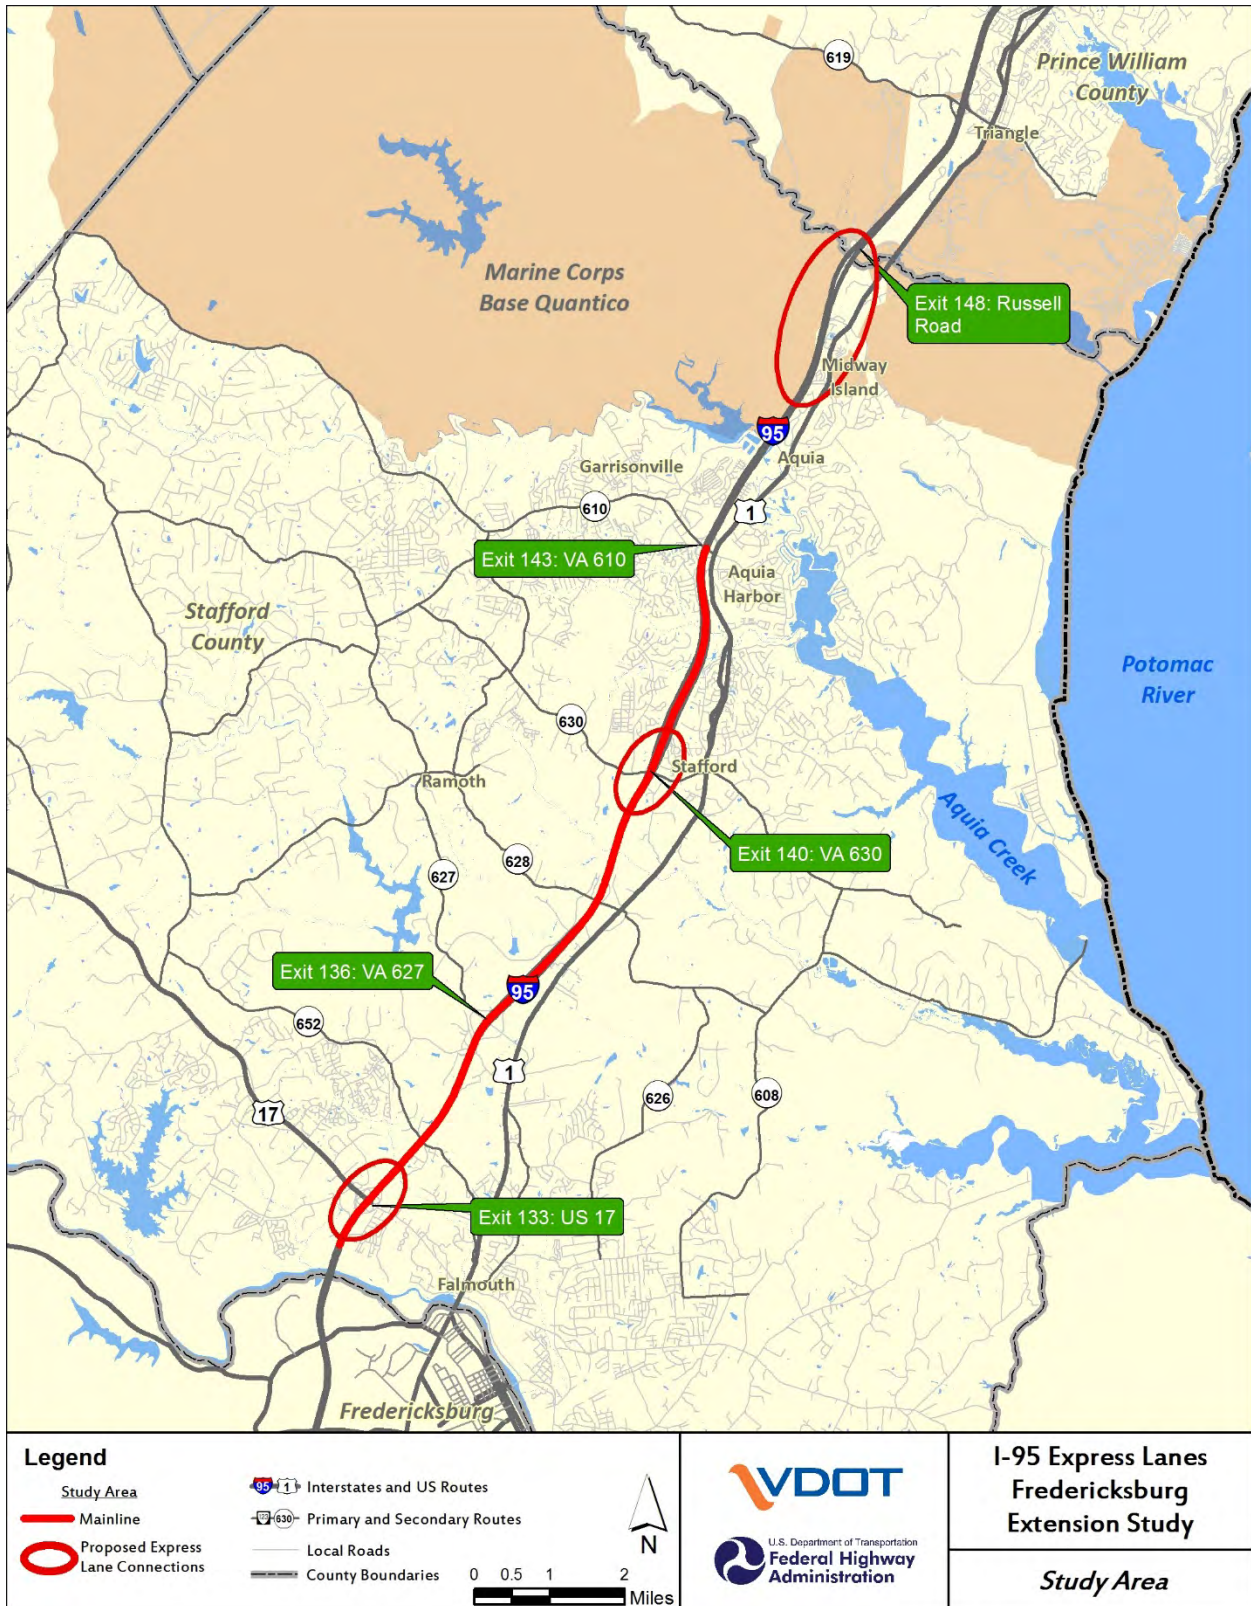 619
Prince William
County
Triangle
Marine Corps
Base Quantico
Exit 148: Russell
Road
Midway
Island
95
Aquia
Garrisonville
610
1
Exit 143: VA 610
Aquia
Harbor
Stafford
County
Potomac
River
630
Stafford
Ramoth
Aquia Creek
Exit 140: VA 630
628
627
Exit 136: VA 627
95
652
1
626
608
17
Exit 133: US 17
Falmouth
Fredericksburg
Legend
Study Area
Mainline
Proposed Express
Lane Connections
95 1 Interstates and US Routes
123 630 Primary and Secondary Routes
Local Roads
County Boundaries
N
0 0.5 1 2
Miles
VDOT
U.S. Department of Transportation
Federal Highway
Administration
I-95 Express Lanes
Fredericksburg
Extension Study
Study Area